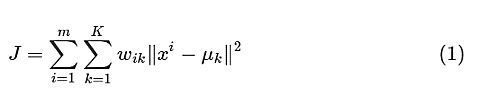 J = \sum_{i=1}^{m} \sum_{k=1}^{K} w_{ik} \| x^i - \mu_k \|^2 (1)